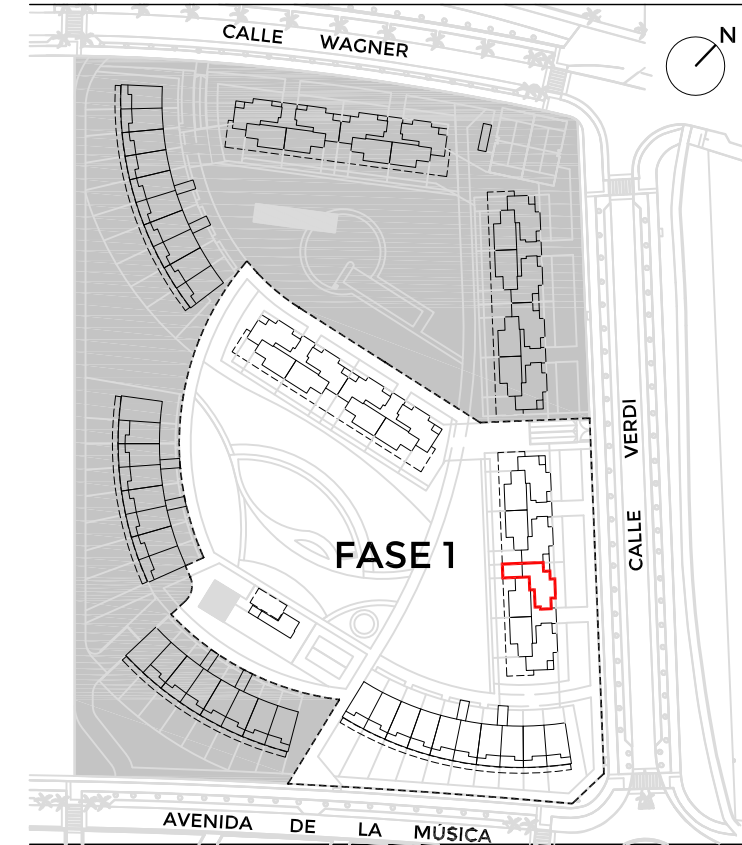 CALLE WAGNER
N
CALLE VERDI
FASE 1
AVENIDA DE LA MÚSICA